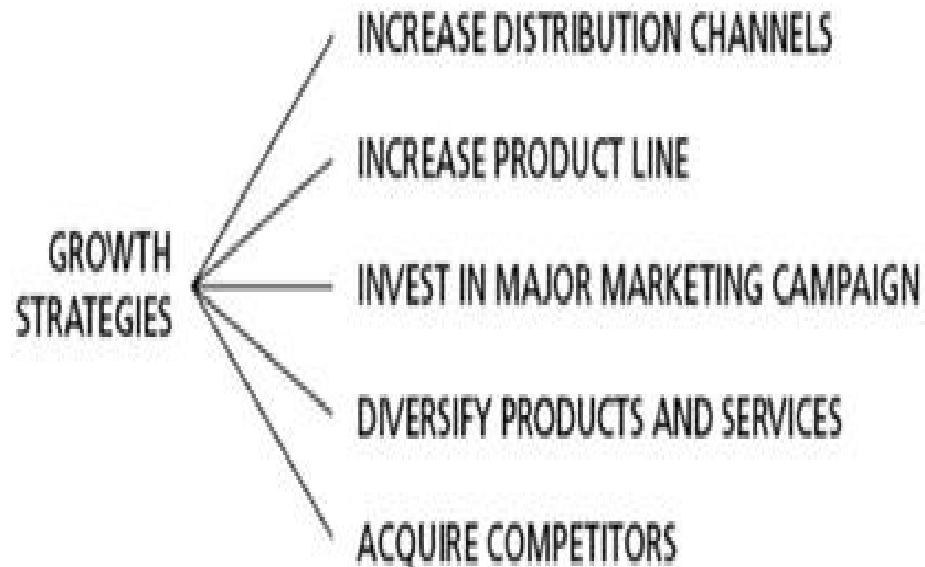 INCREASE DISTRIBUTION CHANNELS
INCREASE PRODUCT LINE
GROWTH
STRATEGIES
INVEST IN MAJOR MARKETING CAMPAIGN
DIVERSIFY PRODUCTS AND SERVICES
ACQUIRE COMPETITORS